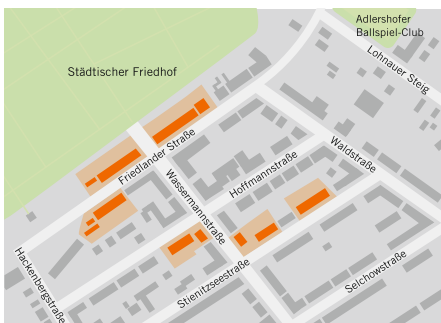 Adlershofer
Ballspiel-Club
Lohnauer Steig
Städtischer Friedhof
Friedlander Straße
Waldstraße
Hoffmannstraße
Wassermannstraße
Hackenbergstraße
Stienitzseestraße
Selchowstraße